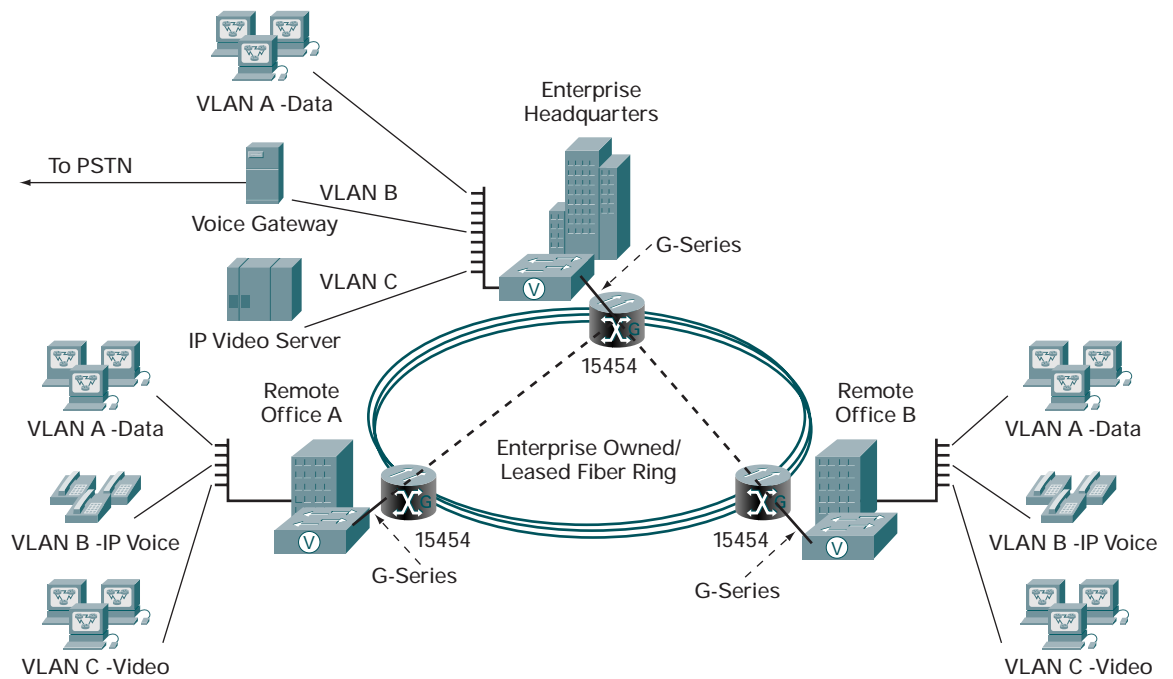 VLAN A -Data
Enterprise
Headquarters
To PSTN
VLAN B
Voice Gateway
G-Series
VLAN C
V
IP Video Server
G
15454
Remote
Office A
Remote
Office B
VLAN A -Data
VLAN A -Data
Enterprise Owned/
Leased Fiber Ring
G
G
VLAN B -IP Voice
V
15454
15454
V
VLAN B -IP Voice
G-Series
G-Series
VLAN C -Video
VLAN C -Video